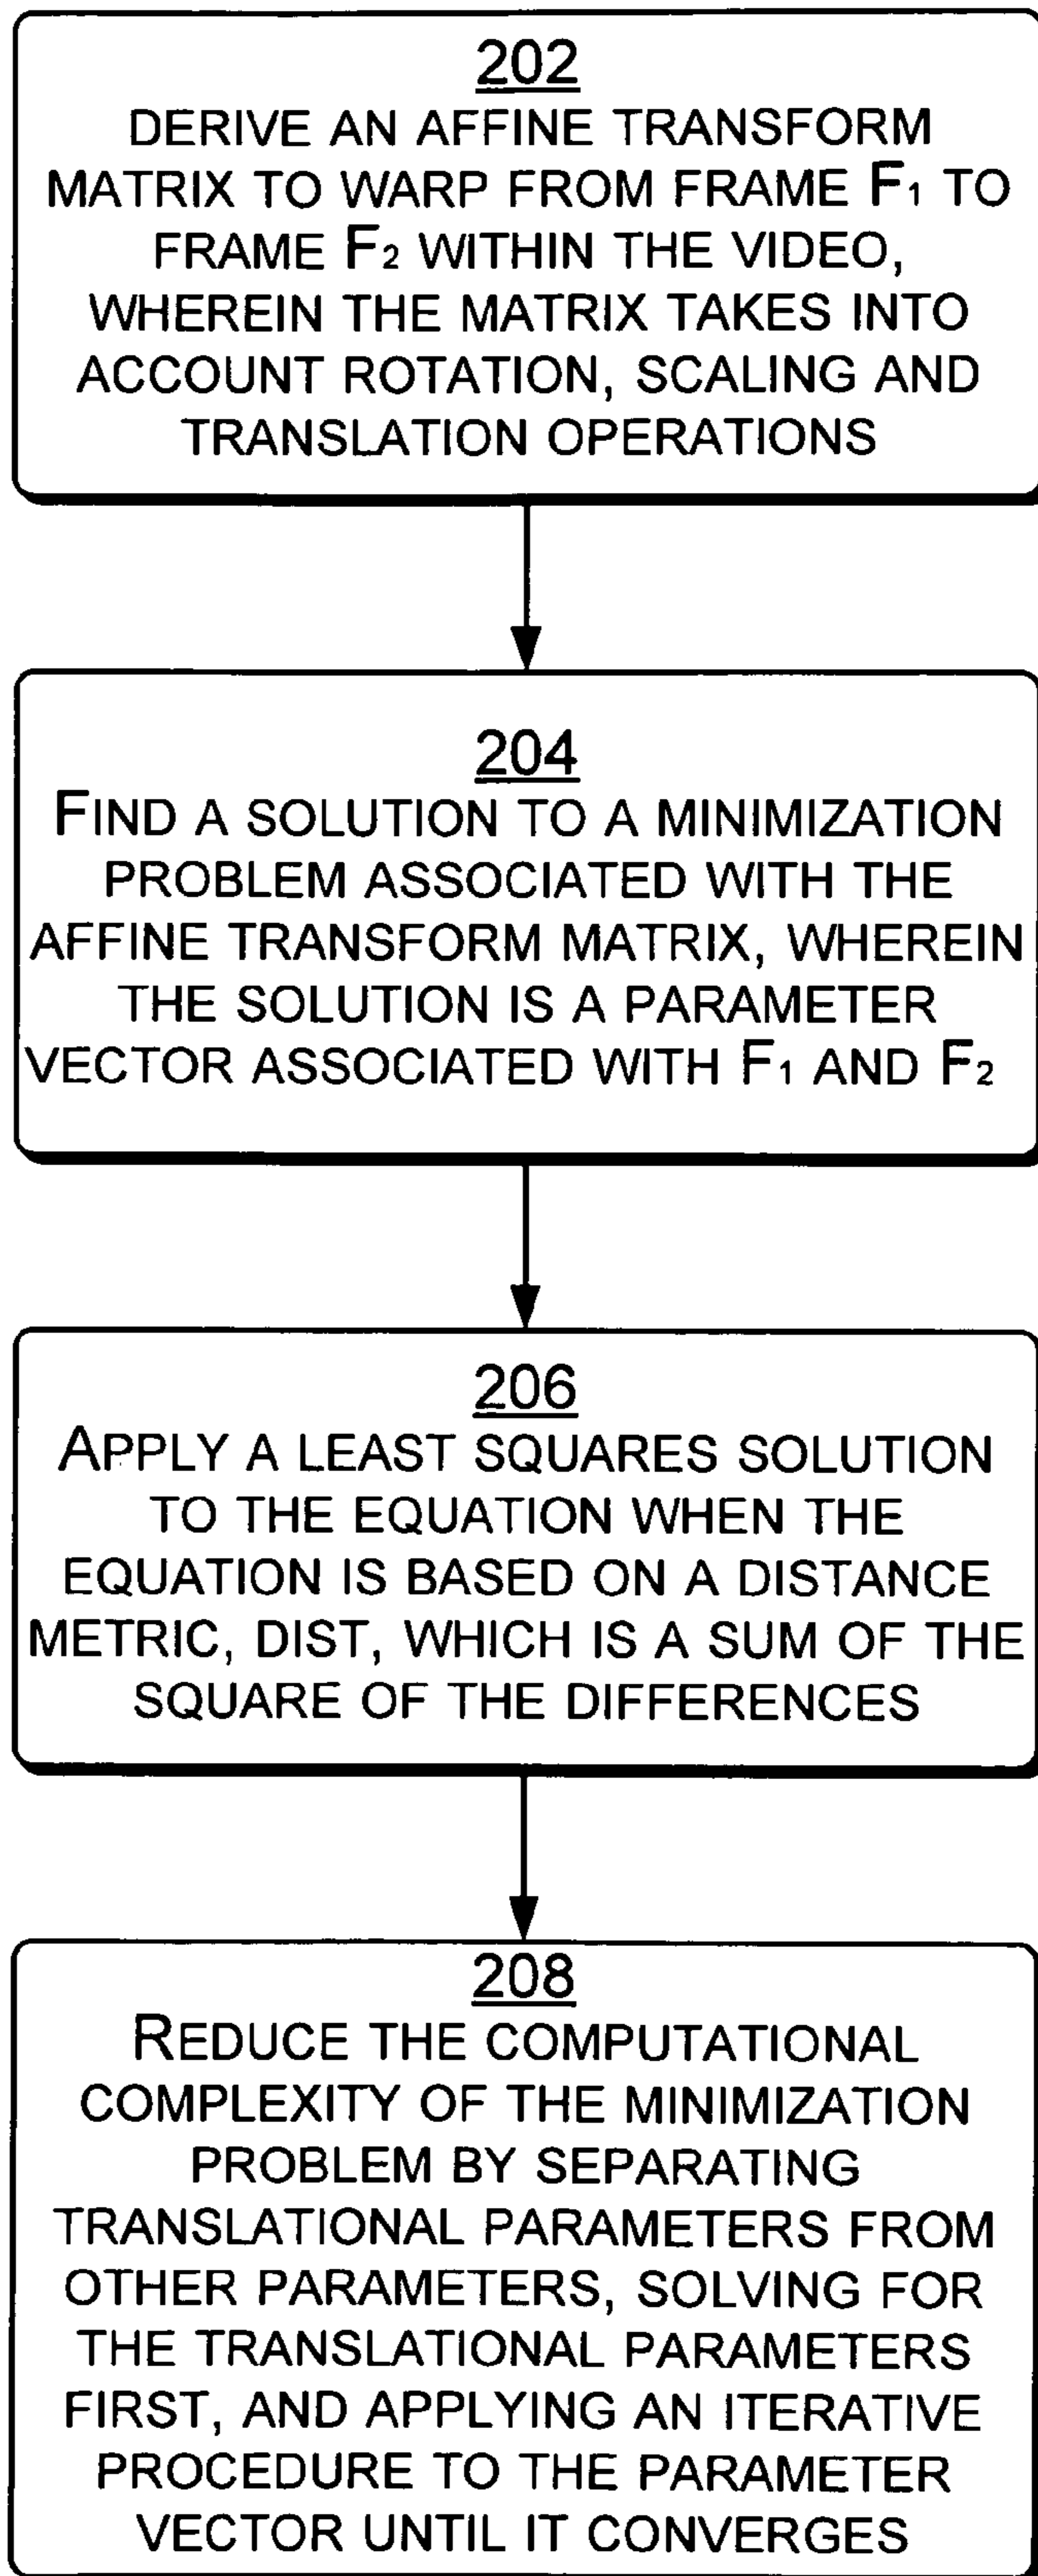 202
DERIVE AN AFFINE TRANSFORM
MATRIX TO WARP FROM FRAME F₁ TO
FRAME F₂ WITHIN THE VIDEO,
WHEREIN THE MATRIX TAKES INTO
ACCOUNT ROTATION, SCALING AND
TRANSLATION OPERATIONS
204
FIND A SOLUTION TO A MINIMIZATION
PROBLEM ASSOCIATED WITH THE
AFFINE TRANSFORM MATRIX, WHEREIN
THE SOLUTION IS A PARAMETER
VECTOR ASSOCIATED WITH F₁ AND F₂
206
APPLY A LEAST SQUARES SOLUTION
TO THE EQUATION WHEN THE
EQUATION IS BASED ON A DISTANCE
METRIC, DIST, WHICH IS A SUM OF THE
SQUARE OF THE DIFFERENCES
208
REDUCE THE COMPUTATIONAL
COMPLEXITY OF THE MINIMIZATION
PROBLEM BY SEPARATING
TRANSLATIONAL PARAMETERS FROM
OTHER PARAMETERS, SOLVING FOR
THE TRANSLATIONAL PARAMETERS
FIRST, AND APPLYING AN ITERATIVE
PROCEDURE TO THE PARAMETER
VECTOR UNTIL IT CONVERGES